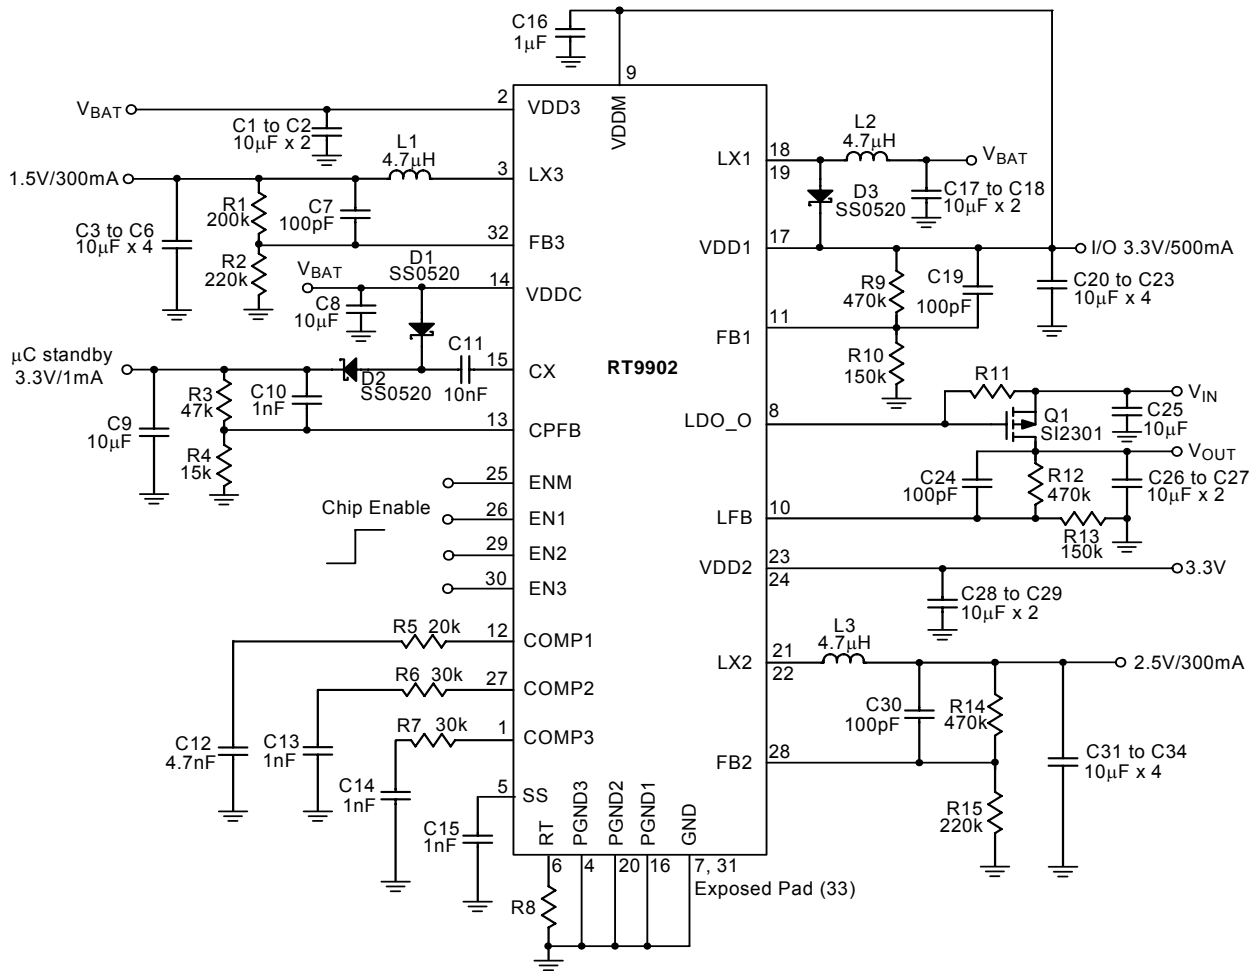 C16
1µF
9
VDDM
VBAT
2
VDD3
C1 to C2
10µF x 2
L1
4.7µH
1.5V/300mA
3
LX3
R1
200k
C7
100pF
C3 to C6
10µF x 4
32
FB3
R2
220k
D1
SS0520
VBAT
14
VDDC
C8
10µF
µC standby
3.3V/1mA
C11
10nF
15
CX
D2
SS0520
R3
47k
C10
1nF
C9
10µF
13
CPFB
R4
15k
25
ENM
Chip Enable
26
EN1
29
EN2
30
EN3
R5 20k
12
COMP1
R6 30k
27
COMP2
R7 30k
1
COMP3
C12
4.7nF
C13
1nF
C14
1nF
5
SS
C15
1nF
RT
PGND3
PGND2
PGND1
GND
6
4
20
16
7, 31
Exposed Pad (33)
R8
RT9902
LX1
18
19
L2
4.7µH
VBAT
D3
SS0520
C17 to C18
10µF x 2
VDD1
17
I/O 3.3V/500mA
R9
470k
C19
100pF
C20 to C23
10µF x 4
FB1
11
R10
150k
R11
LDO_O
8
VIN
Q1
SI2301
C25
10µF
VOUT
C24
100pF
R12
470k
C26 to C27
10µF x 2
LFB
10
R13
150k
VDD2
23
24
3.3V
C28 to C29
10µF x 2
L3
4.7µH
LX2
21
22
2.5V/300mA
C30
100pF
R14
470k
FB2
28
C31 to C34
10µF x 4
R15
220k